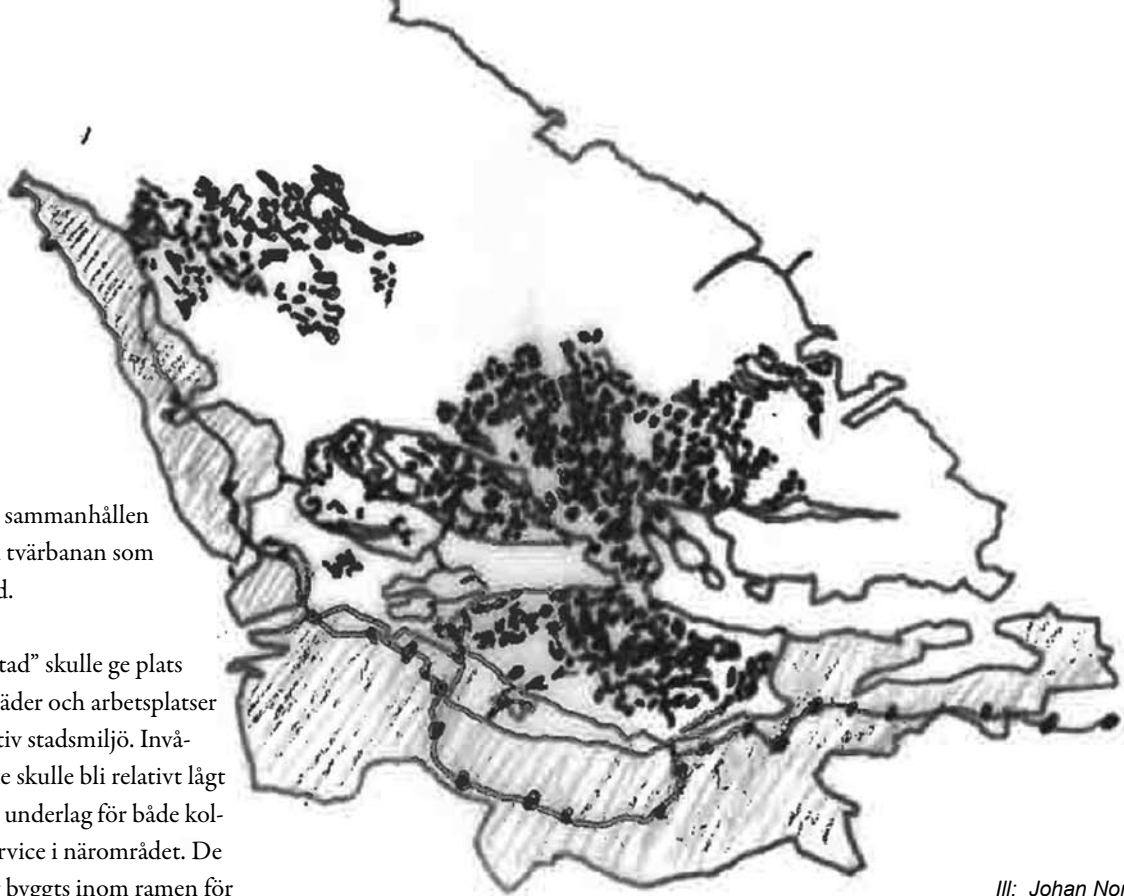 sammanhållen
tvärbanan som
d.
tad” skulle ge plats
äder och arbetsplatser
tiv stadsmiljö. Invå-
e skulle bli relativt lågt
underlag för både kol-
rvice i närområdet. De
byggts inom ramen för
Ill: Johan Nor